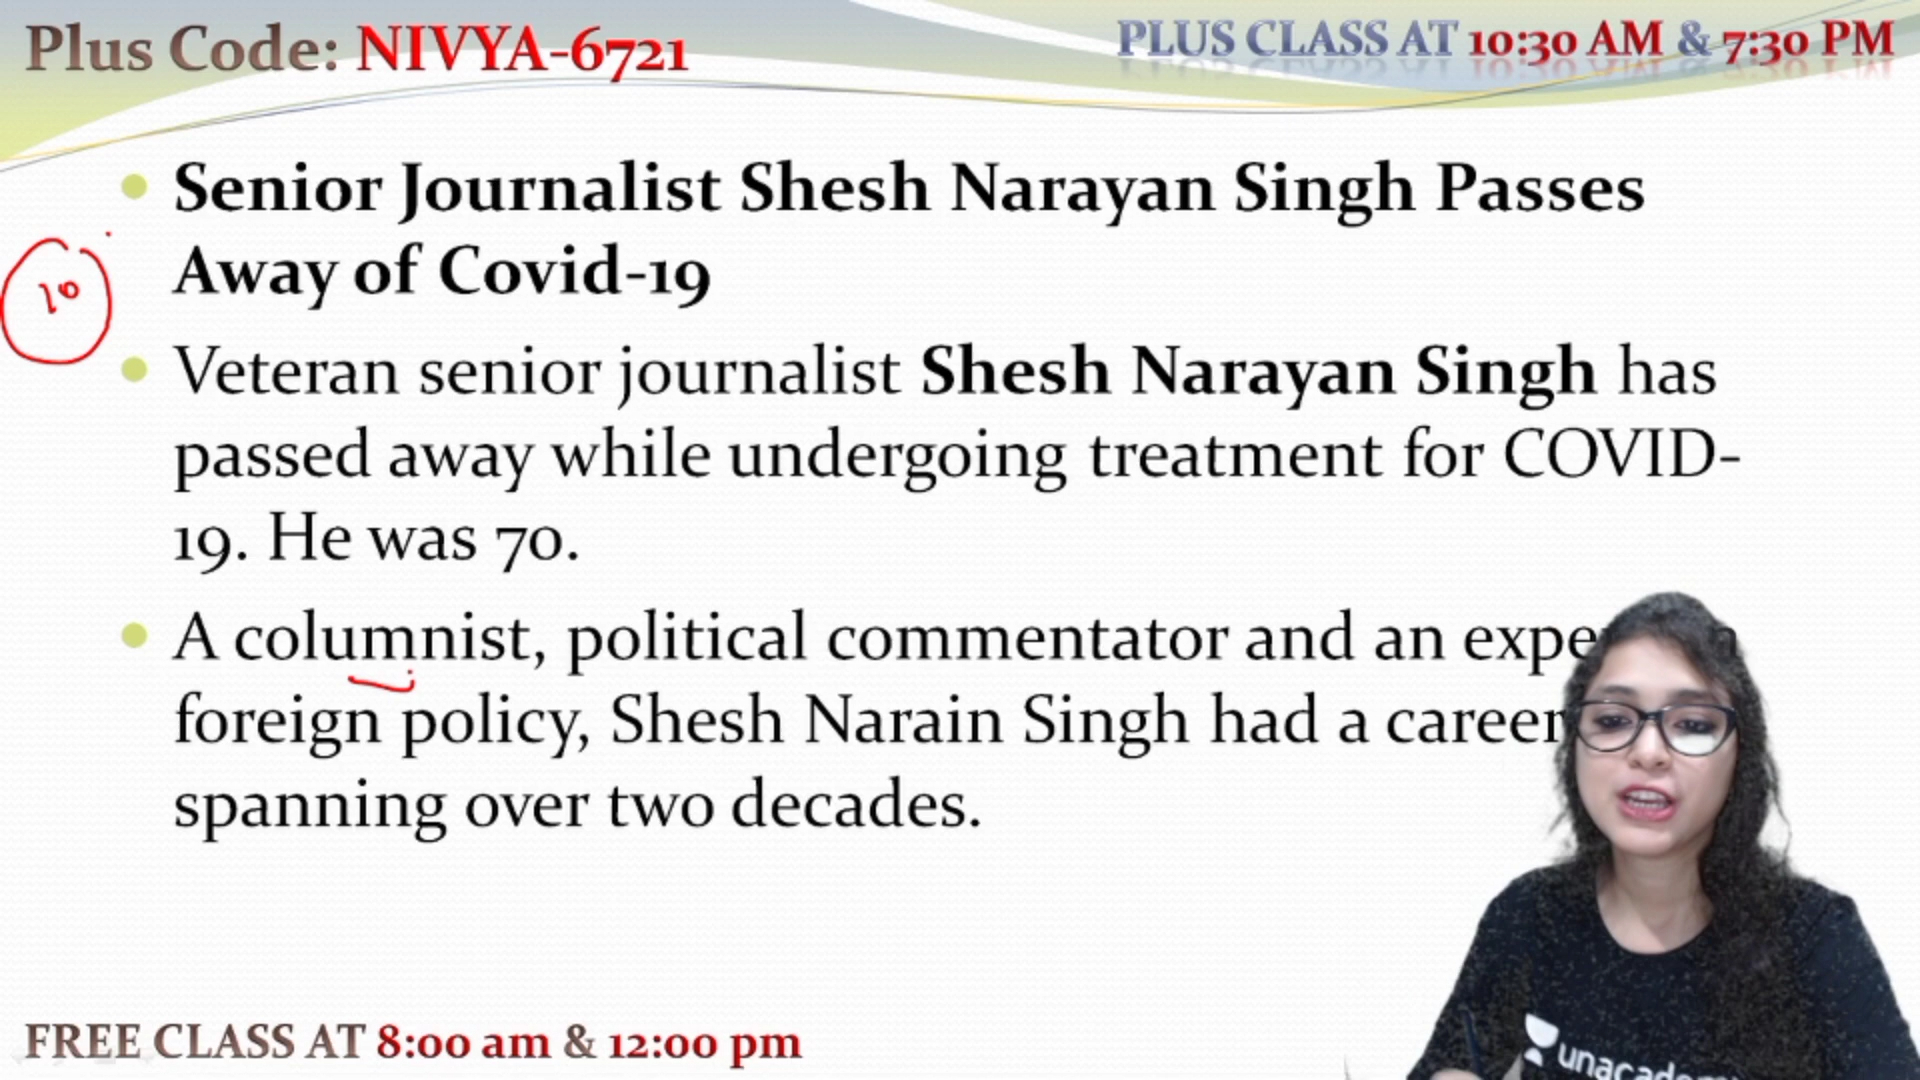 Plus Code: NIVYA-6721
PLUS CLASS AT 10:30 AM & 7:30 PM
Senior Journalist Shesh Narayan Singh Passes
Away of Covid-19
10
Veteran senior journalist Shesh Narayan Singh has
passed away while undergoing treatment for COVID-
19. He was 70.
A columnist, political commentator and an
foreign policy, Shesh Narain Singh had a career
spanning over two decades.
FREE CLASS AT 8:00 am & 12:00 pm